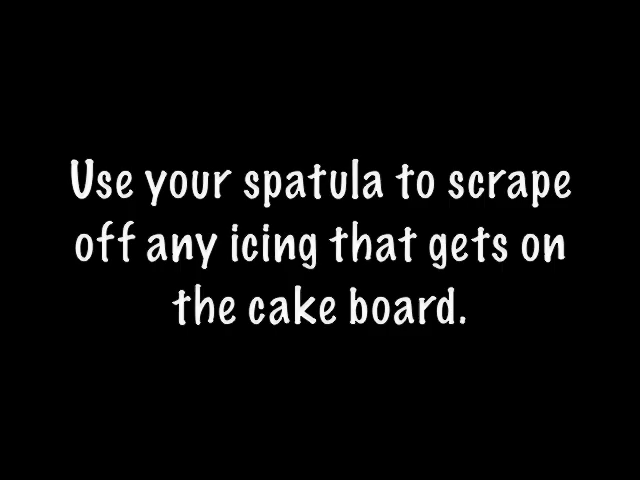 Use your spatula to scrape
off any icing that gets on
the cake board.